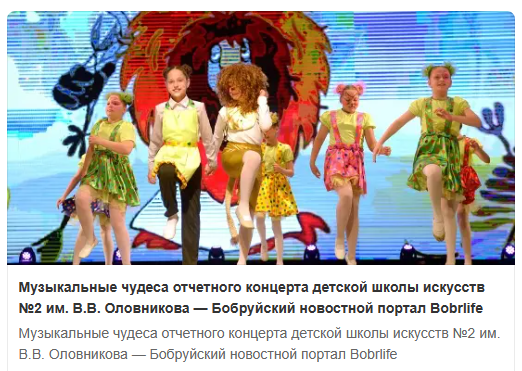 Музыкальные чудеса отчетного концерта детской школы искусств
№2 им. В.В. Оловникова — Бобруйский новостной портал Bobrlife
Музыкальные чудеса отчетного концерта детской школы искусств №2 им.
В.В. Оловникова — Бобруйский новостной портал Bobrlife